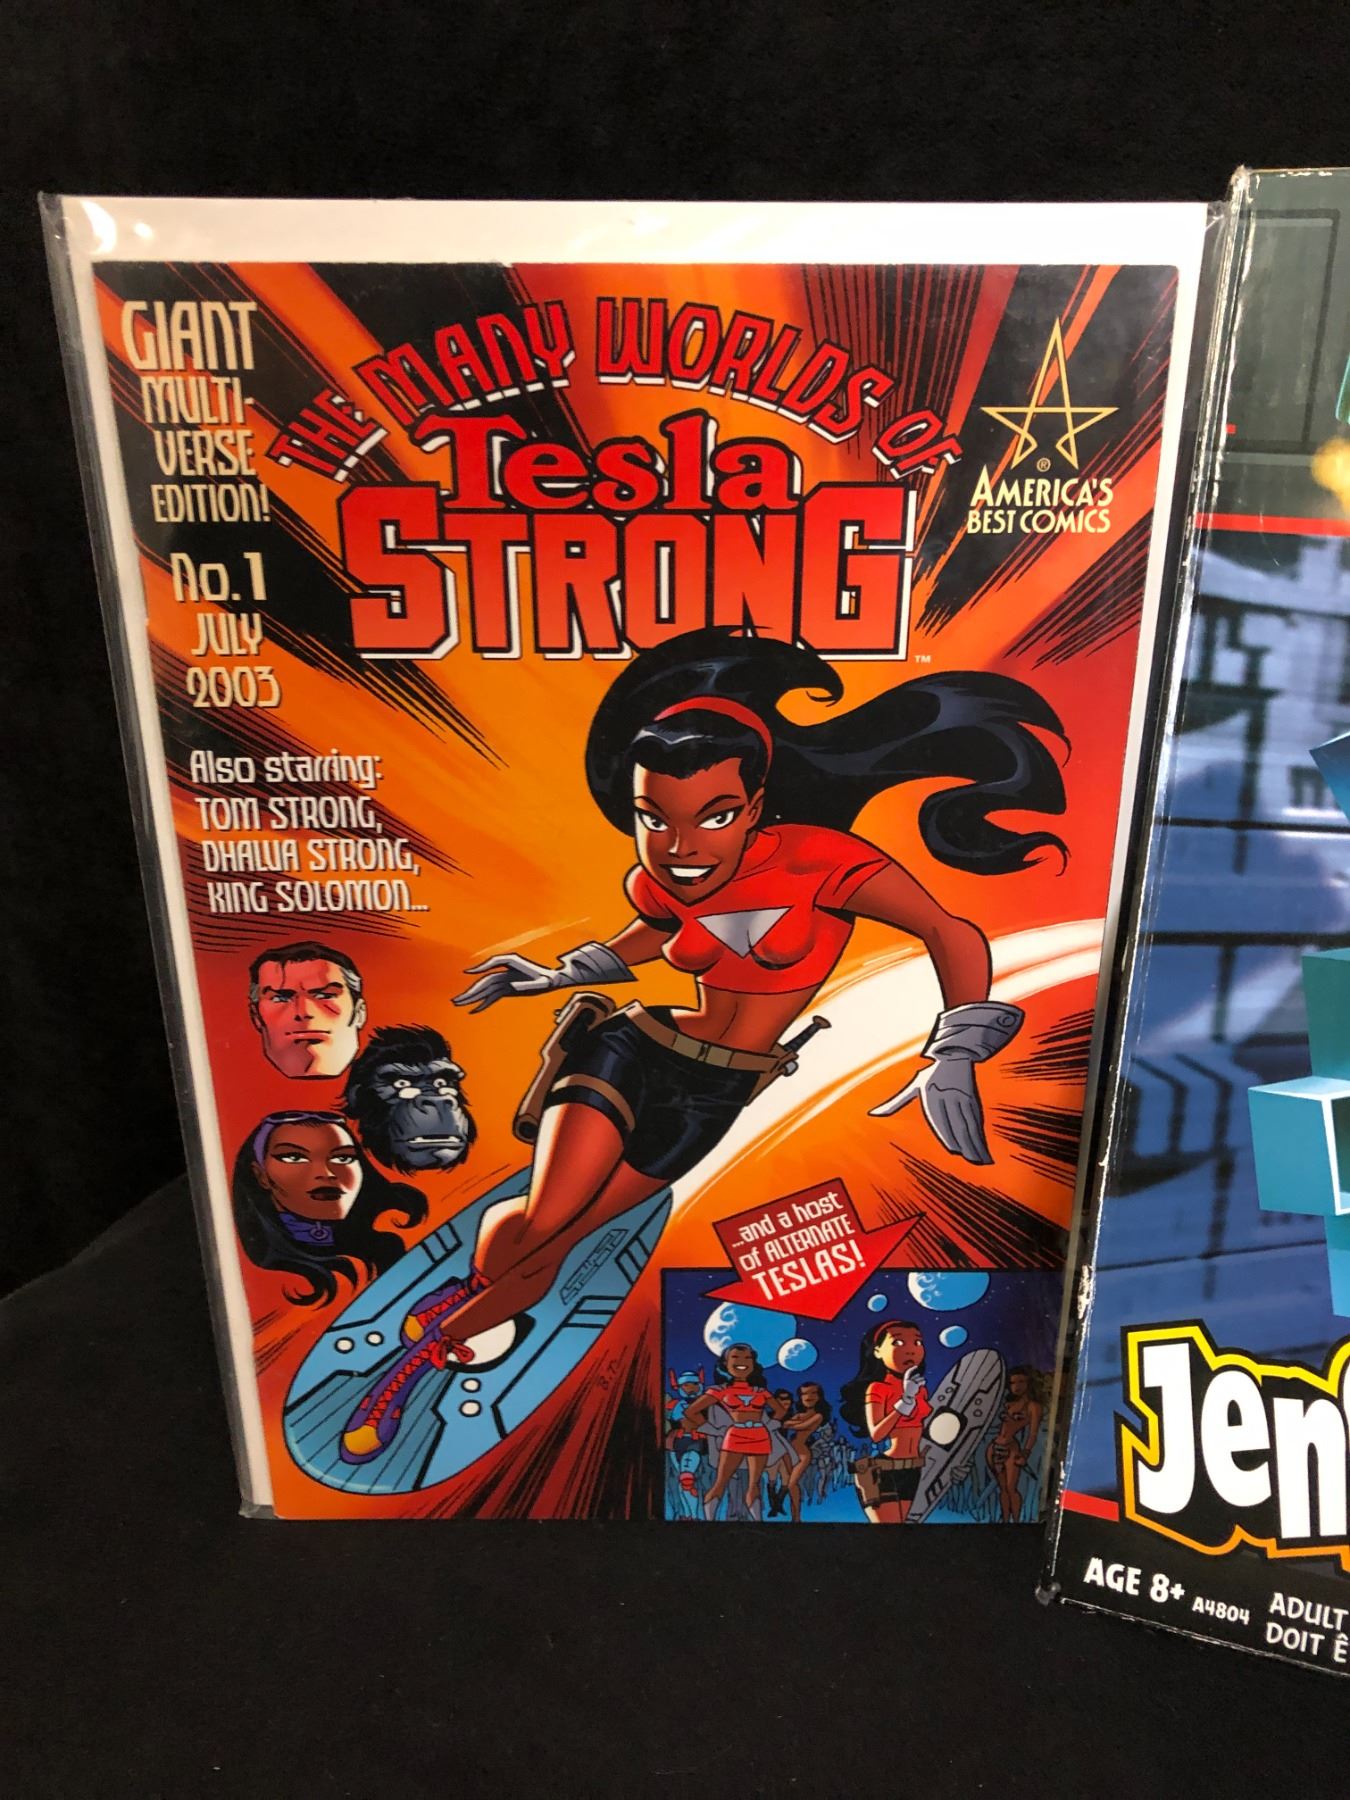 GIANT
MULTI-
VERSE
EDITION!
No. 1
JULY
2003
THE MANY WORLDS OF
Tesla
STRONG
TM
®
AMERICA'S
BEST COMICS
Also starring:
TOM STRONG,
DHALUA STRONG,
KING SOLOMON...
...and a host
of ALTERNATE
TESLAS!
Jen
AGE 8+ A4804
ADULT
DOIT Ê